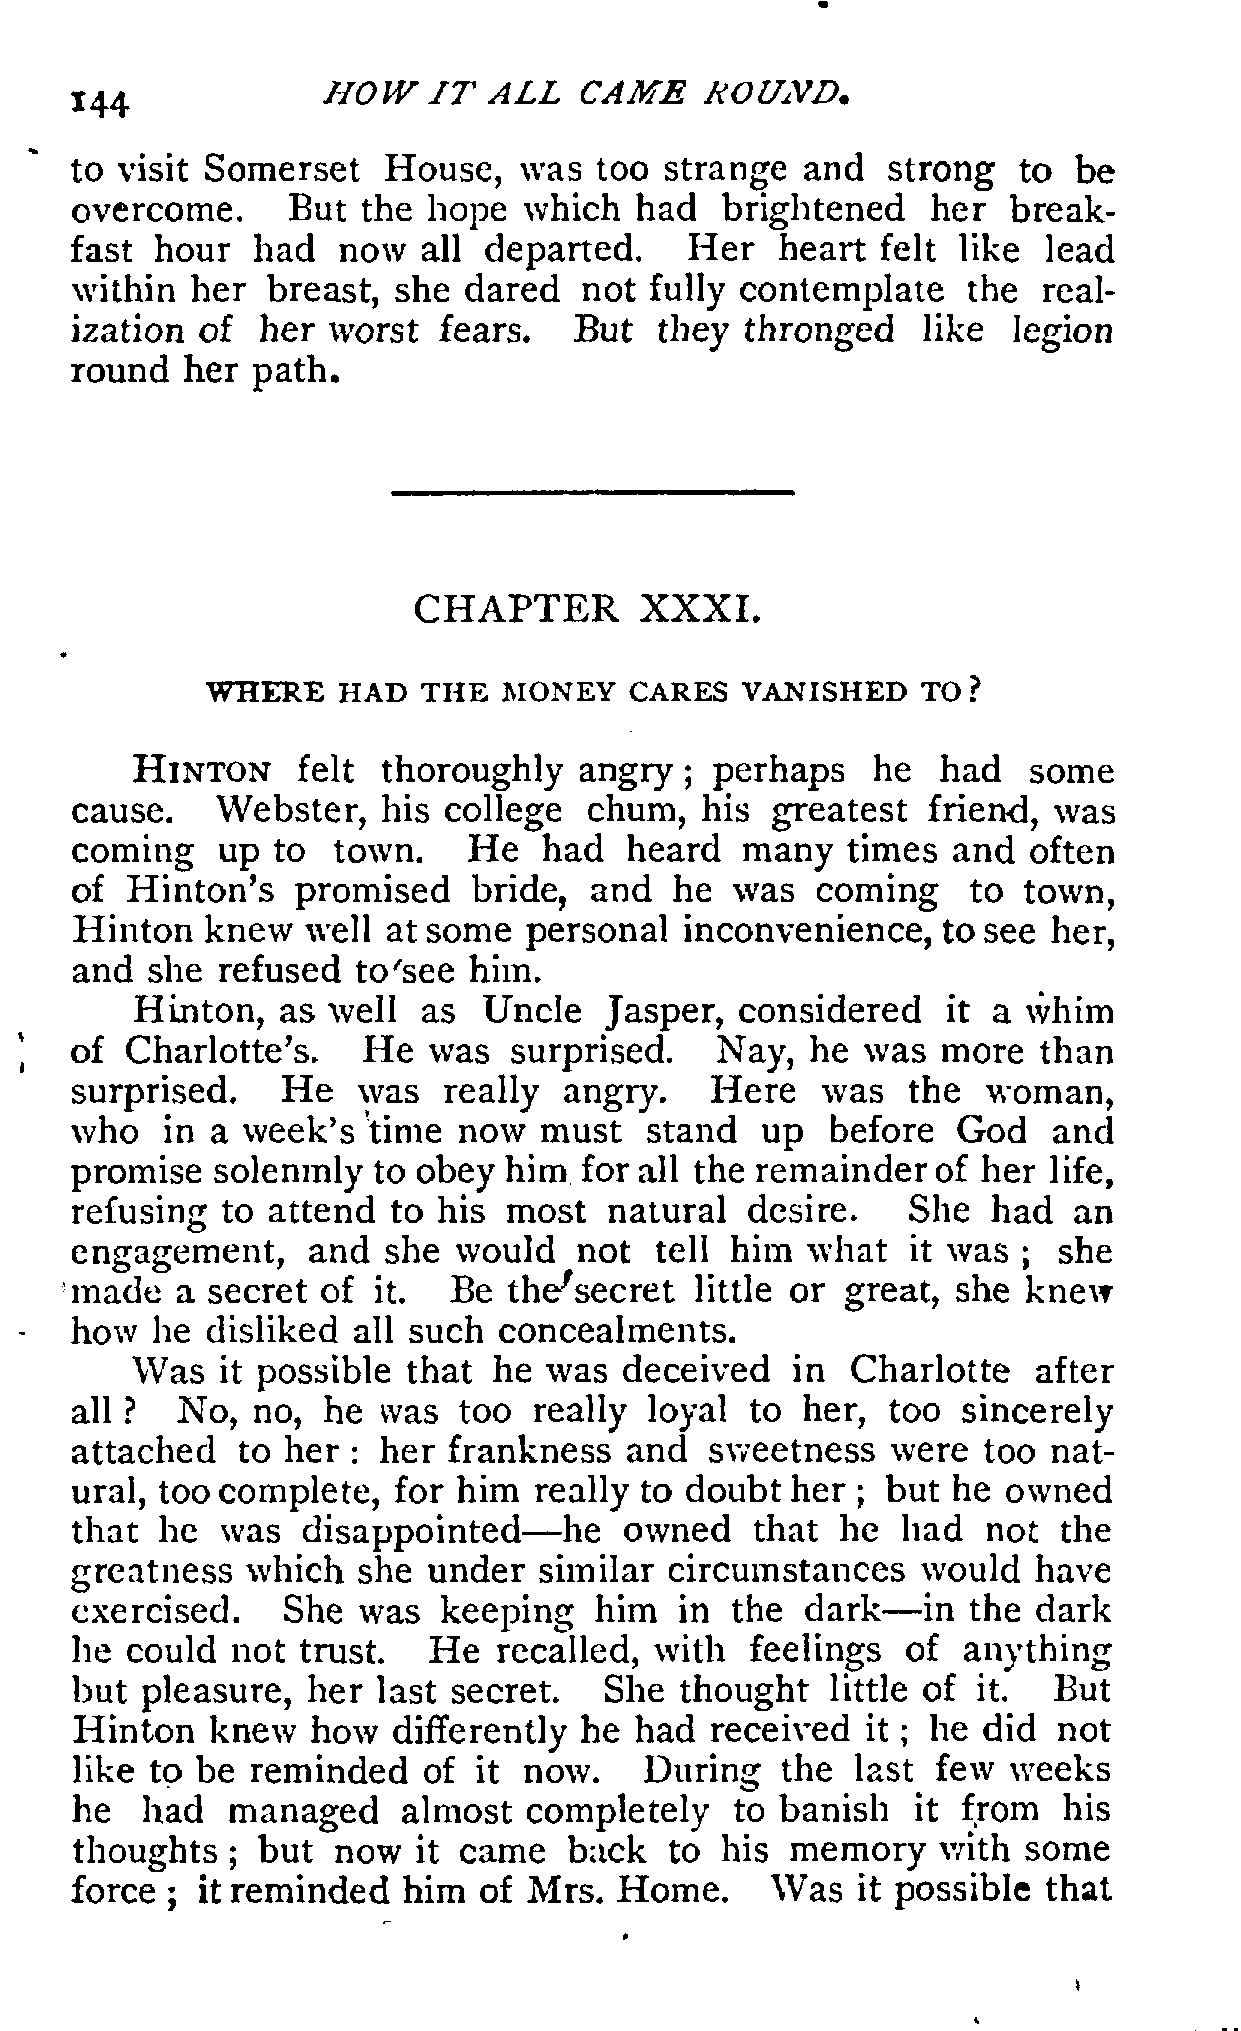 144 HOW IT ALL CAME ROUND.
to visit Somerset House, was too strange and strong to be
overcome. But the hope which had brightened her break-
fast hour had now all departed. Her heart felt like lead
within her breast, she dared not fully contemplate the real-
ization of her worst fears. But they thronged like legion
round her path.
CHAPTER XXXI.
WHERE HAD THE MONEY CARES VANISHED TO?
HINTON felt thoroughly angry; perhaps he had some
cause. Webster, his college chum, his greatest friend, was
coming up to town. He had heard many times and often
of Hinton's promised bride, and he was coming to town,
Hinton knew well at some personal inconvenience, to see her,
and she refused to see him.
Hinton, as well as Uncle Jasper, considered it a whim
of Charlotte's. He was surprised. Nay, he was more than
surprised. He was really angry. Here was the woman,
who in a week's time now must stand up before God and
promise solemnly to obey him for all the remainder of her life,
refusing to attend to his most natural desire. She had an
engagement, and she would not tell him what it was; she
made a secret of it. Be the secret little or great, she knew
how he disliked all such concealments.
Was it possible that he was deceived in Charlotte after
all? No, no, he was too really loyal to her, too sincerely
attached to her: her frankness and sweetness were too nat-
ural, too complete, for him really to doubt her; but he owned
that he was disappointed—he owned that he had not the
greatness which she under similar circumstances would have
exercised. She was keeping him in the dark—in the dark
he could not trust. He recalled, with feelings of anything
but pleasure, her last secret. She thought little of it. But
Hinton knew how differently he had received it; he did not
like to be reminded of it now. During the last few weeks
he had managed almost completely to banish it from his
thoughts; but now it came back to his memory with some
force; it reminded him of Mrs. Home. Was it possible that